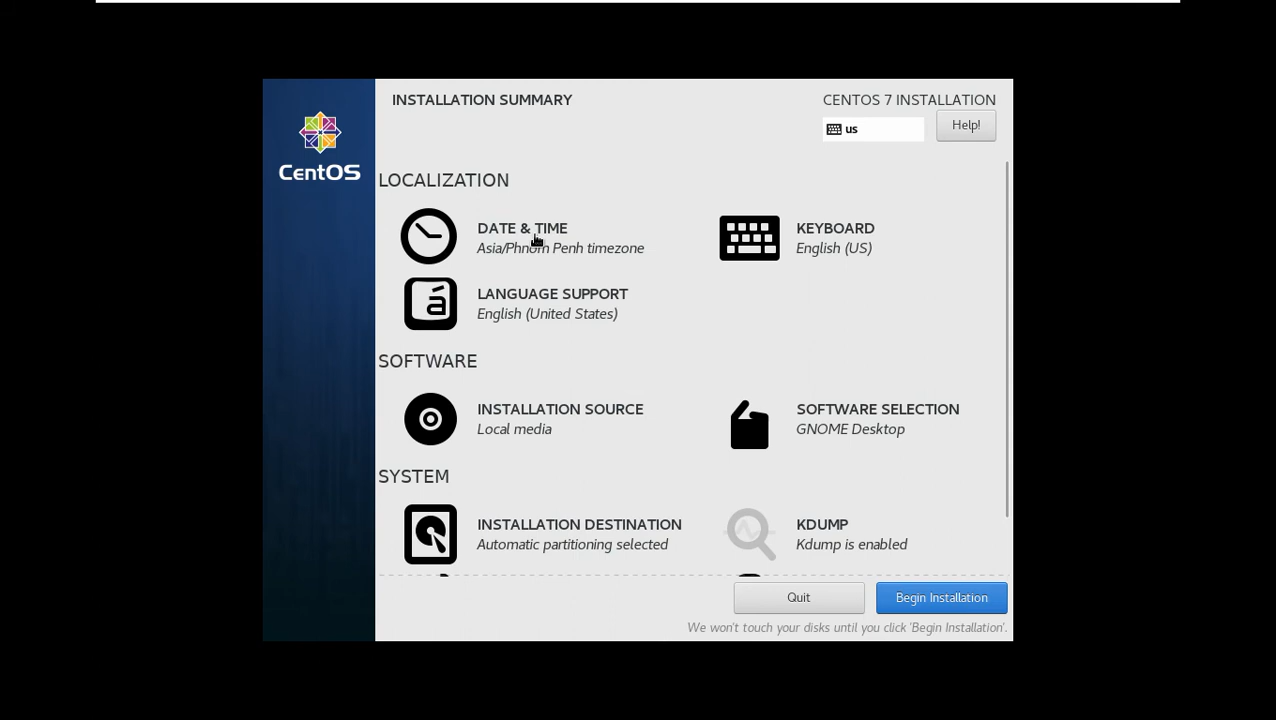 INSTALLATION SUMMARY
CENTOS 7 INSTALLATION
us
Help!
CentOS
LOCALIZATION
DATE & TIME
Asia/Phnom Penh timezone
KEYBOARD
English (US)
á
LANGUAGE SUPPORT
English (United States)
SOFTWARE
INSTALLATION SOURCE
Local media
SOFTWARE SELECTION
GNOME Desktop
SYSTEM
INSTALLATION DESTINATION
Automatic partitioning selected
KDUMP
Kdump is enabled
Quit
Begin Installation
We won't touch your disks until you click 'Begin Installation'.